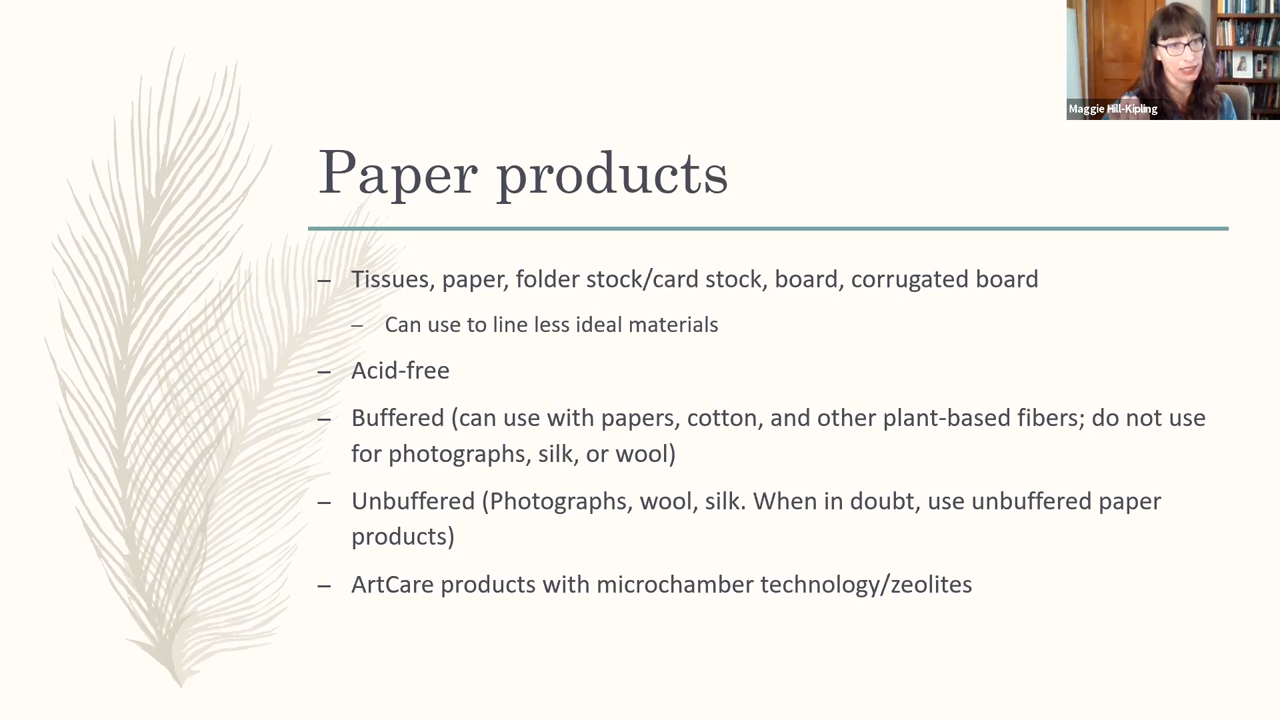 Maggie Hill-Kipling
Paper products
– Tissues, paper, folder stock/card stock, board, corrugated board
– Can use to line less ideal materials
– Acid-free
– Buffered (can use with papers, cotton, and other plant-based fibers; do not use
for photographs, silk, or wool)
– Unbuffered (Photographs, wool, silk. When in doubt, use unbuffered paper
products)
– ArtCare products with microchamber technology/zeolites